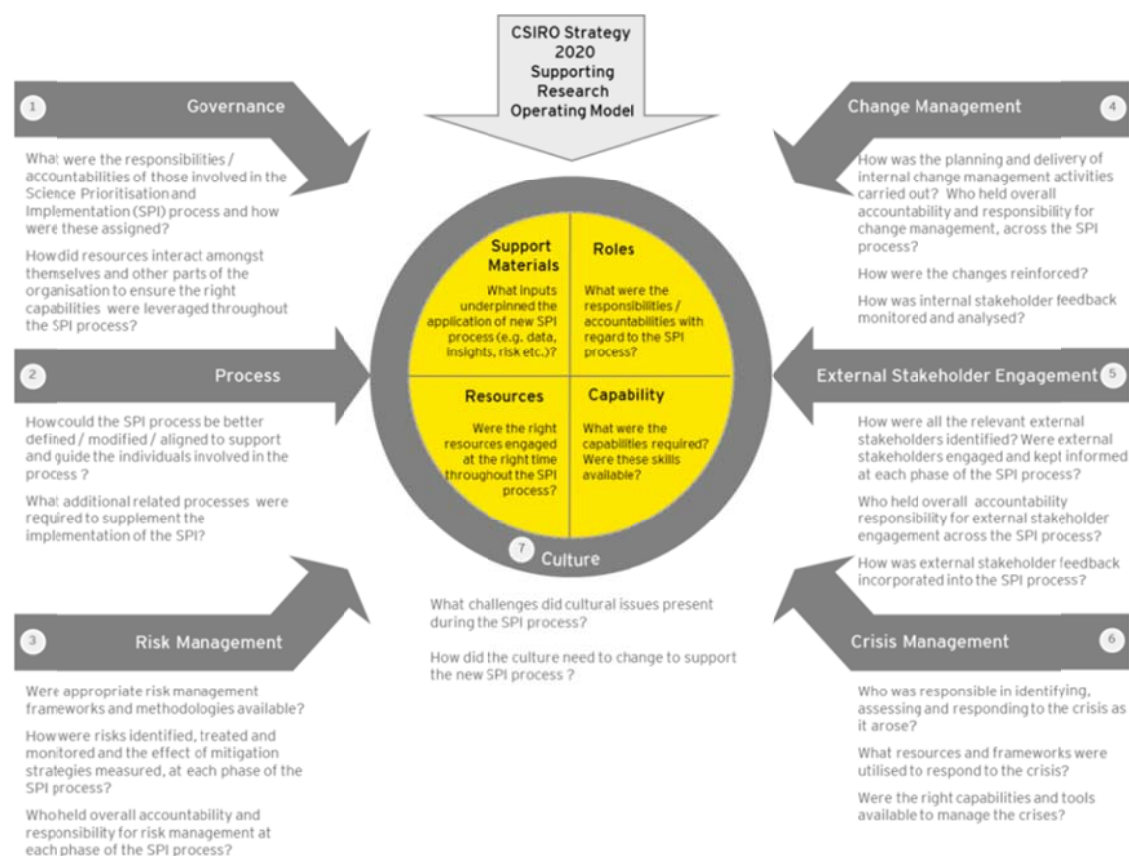 CSIRO Strategy
2020
Supporting
Research
Operating Model
1
Governance
What were the responsibilities /
accountabilities of those involved in the
Science Prioritisation and
Implementation (SPI) process and how
were these assigned?
How did resources interact amongst
themselves and other parts of the
organisation to ensure the right
capabilities were leveraged throughout
the SPI process?
2
Process
How could the SPI process be better
defined / modified / aligned to support
and guide the individuals involved in the
process ?
What additional related processes were
required to supplement the
implementation of the SPI?
3
Risk Management
Were appropriate risk management
frameworks and methodologies available?
How were risks identified, treated and
monitored and the effect of mitigation
strategies measured, at each phase of the
SPI process?
Who held overall accountability and
responsibility for risk management at
each phase of the SPI process?
Support
Materials
What inputs
underpinned the
application of new SPI
process (e.g. data,
insights, risk etc.)?
Roles
What were the
responsibilities /
accountabilities with
regard to the SPI
process?
Resources
Were the right
resources engaged
at the right time
throughout the SPI
process?
Capability
What were the
capabilities required?
Were these skills
available?
7
Culture
What challenges did cultural issues present
during the SPI process?
How did the culture need to change to support
the new SPI process ?
Change Management
4
How was the planning and delivery of
internal change management activities
carried out? Who held overall
accountability and responsibility for
change management, across the SPI
process?
How were the changes reinforced?
How was internal stakeholder feedback
monitored and analysed?
External Stakeholder Engagement
5
How were all the relevant external
stakeholders identified? Were external
stakeholders engaged and kept informed
at each phase of the SPI process?
Who held overall accountability
responsibility for external stakeholder
engagement across the SPI process?
How was external stakeholder feedback
incorporated into the SPI process?
Crisis Management
6
Who was responsible in identifying,
assessing and responding to the crisis as
it arose?
What resources and frameworks were
utilised to respond to the crisis?
Were the right capabilities and tools
available to manage the crises?